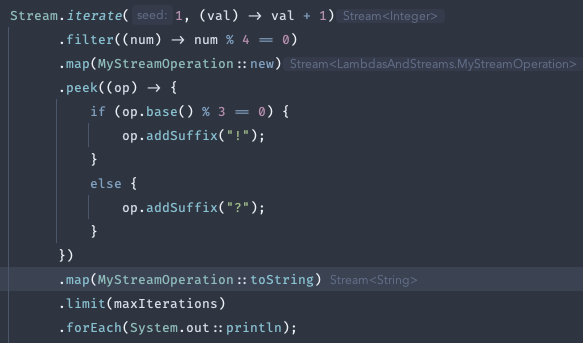 Stream.iterate( seed: 1, (val) -> val + 1) Stream<Integer>
.filter((num) -> num % 4 == 0)
.map(MyStreamOperation::new) Stream<LambdasAndStreams.MyStreamOperation>
.peek((op) -> {
if (op.base() % 3 == 0) {
op.addSuffix("!");
}
else {
op.addSuffix("?");
}
})
.map(MyStreamOperation::toString) Stream<String>
.limit(maxIterations)
.forEach(System.out::println);